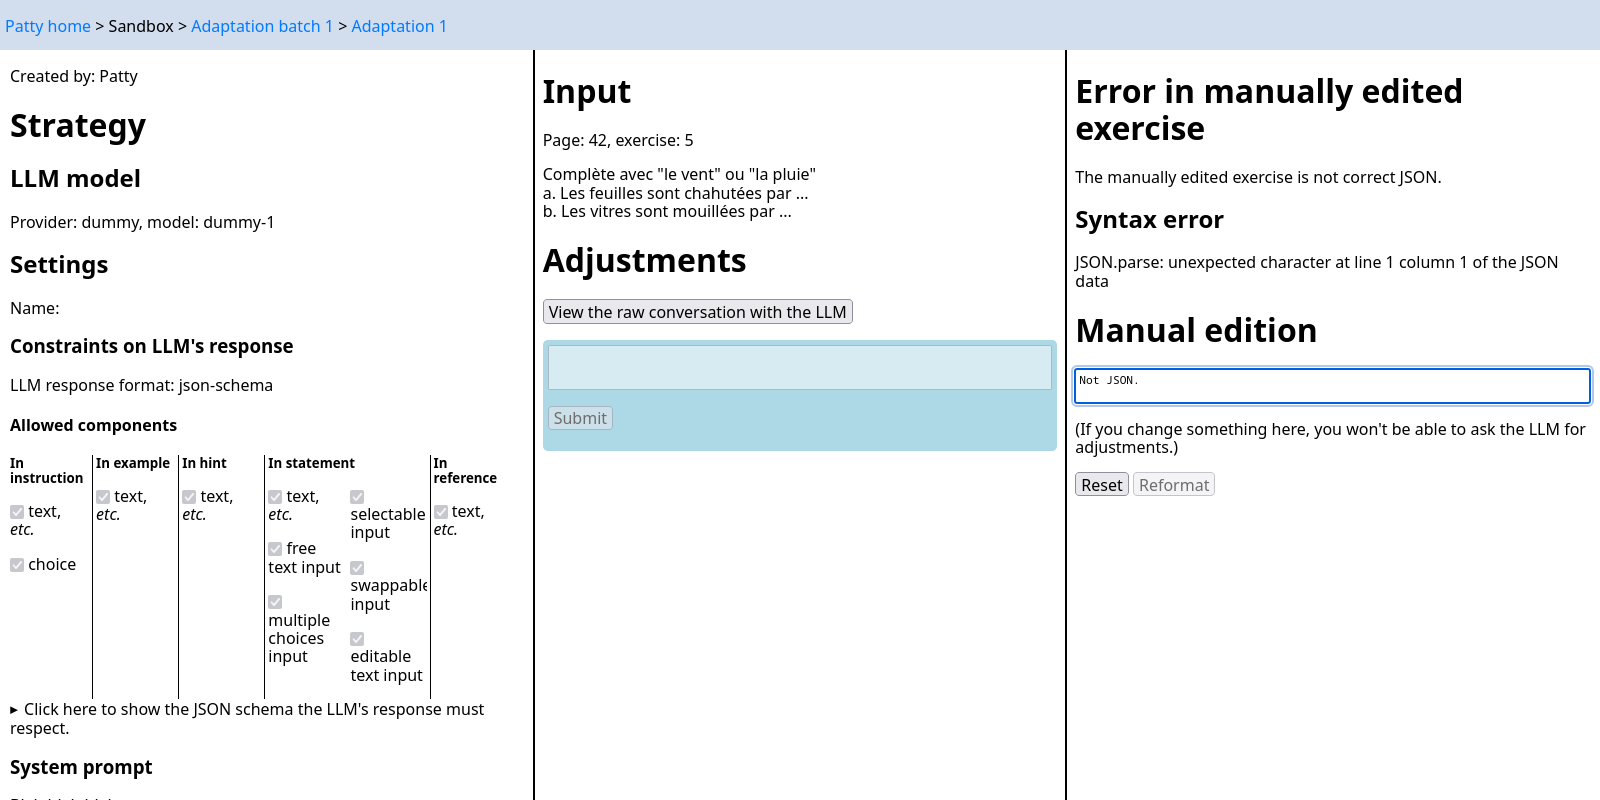 Patty home > Sandbox > Adaptation batch 1 > Adaptation 1
Created by: Patty
Strategy
LLM model
Provider: dummy, model: dummy-1
Settings
Name:
Constraints on LLM's response
LLM response format: json-schema
Allowed components
In
instruction
text,
etc.
choice
In example
text,
etc.
In hint
text,
etc.
In statement
text,
etc.
free
text input
multiple
choices
input
selectable
input
swappable
input
editable
text input
In
reference
text,
etc.
Click here to show the JSON schema the LLM's response must
respect.
System prompt
Input
Page: 42, exercise: 5
Complète avec "le vent" ou "la pluie"
a. Les feuilles sont chahutées par ...
b. Les vitres sont mouillées par ...
Adjustments
View the raw conversation with the LLM
Submit
Error in manually edited
exercise
The manually edited exercise is not correct JSON.
Syntax error
JSON.parse: unexpected character at line 1 column 1 of the JSON
data
Manual edition
Not JSON.
(If you change something here, you won't be able to ask the LLM for
adjustments.)
Reset Reformat